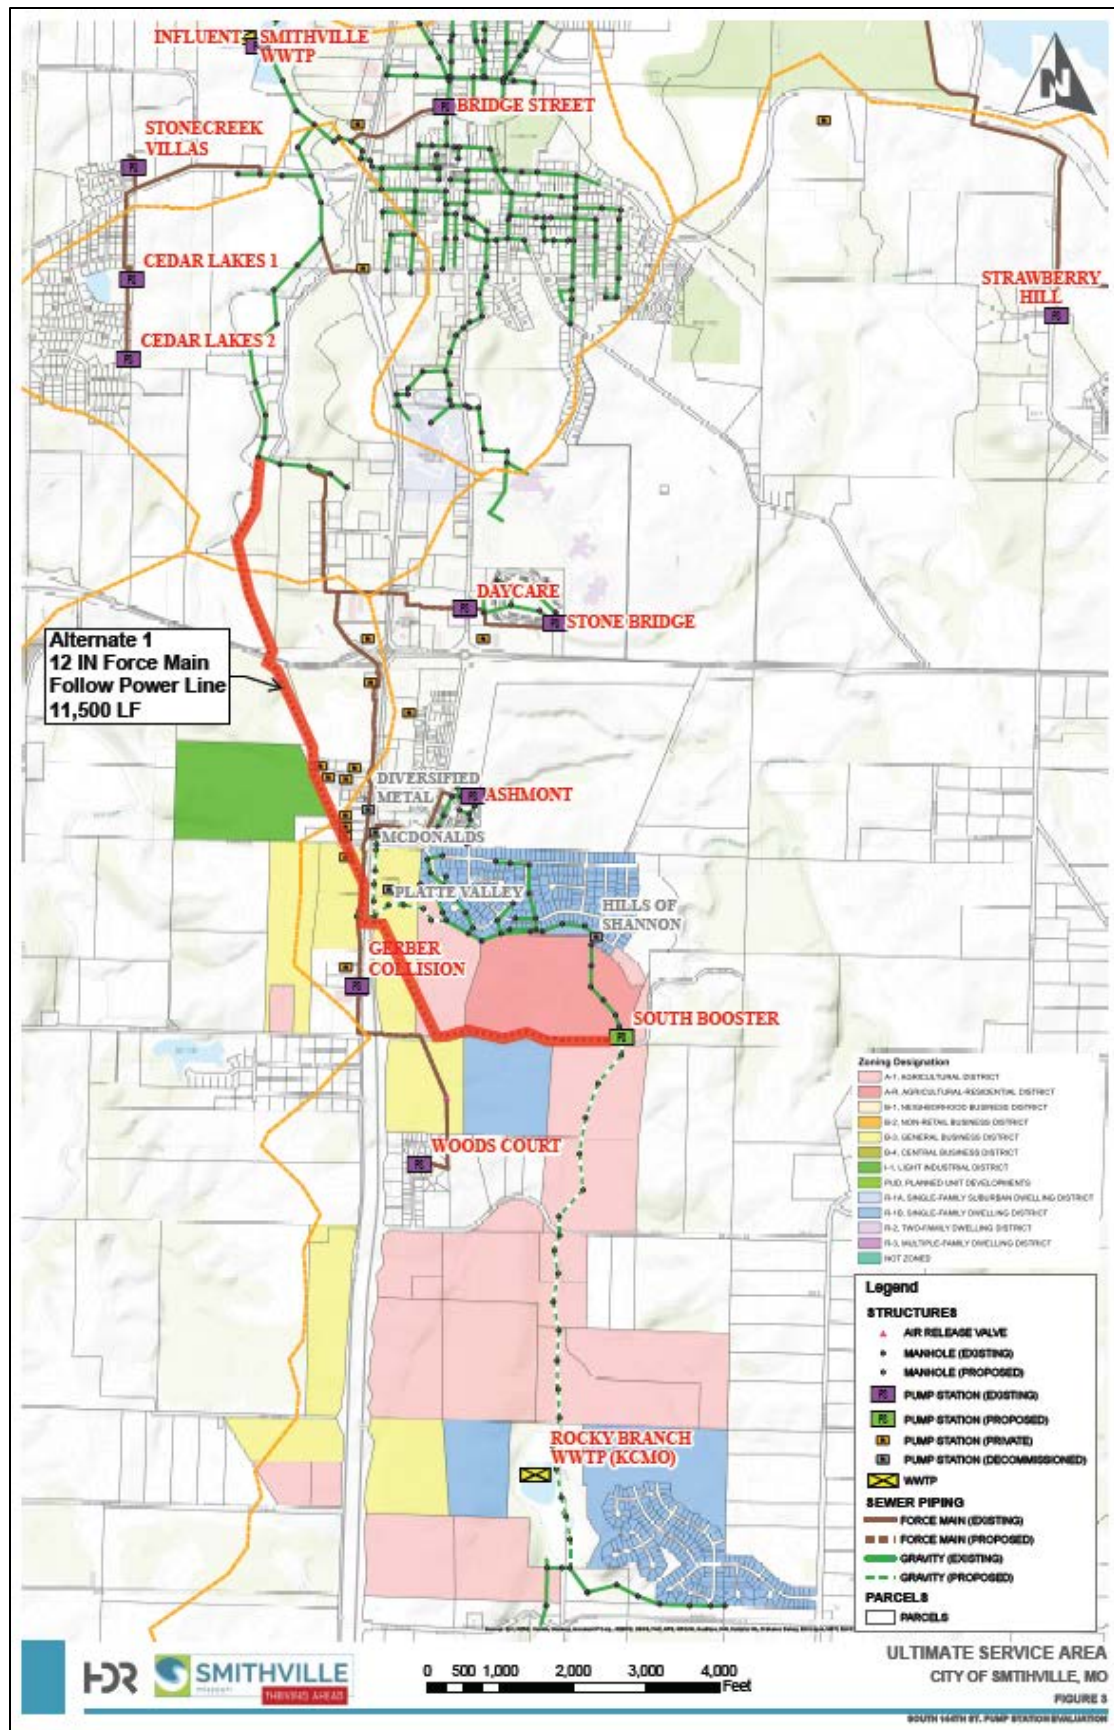 INFLUENT
SMITHVILLE
WWTP
N
BRIDGE STREET
STONECREEK
VILLAS
CEDAR LAKES 1
STRAWBERRY
HILL
CEDAR LAKES 2
DAYCARE
STONE BRIDGE
Alternate 1
12 IN Force Main
Follow Power Line
11,500 LF
DIVERSIFIED
METAL
ASHMONT
MCDONALDS
PLATTE VALLEY
HILLS OF
SHANNON
GERBER
COLLISION
SOUTH BOOSTER
WOODS COURT
Zoning Designation
A-1, AGRICULTURAL DISTRICT
A-R, AGRICULTURAL-RESIDENTIAL DISTRICT
B-1, NEIGHBORHOOD BUSINESS DISTRICT
B-2, NON-RETAIL BUSINESS DISTRICT
B-3, GENERAL BUSINESS DISTRICT
B-4, CENTRAL BUSINESS DISTRICT
I-1, LIGHT INDUSTRIAL DISTRICT
PUD, PLANNED UNIT DEVELOPMENTS
R-1A, SINGLE-FAMILY SUBURBAN DWELLING DISTRICT
R-1B, SINGLE-FAMILY DWELLING DISTRICT
R-2, TWO-FAMILY DWELLING DISTRICT
R-3, MULTIPLE-FAMILY DWELLING DISTRICT
NOT ZONED
Legend
STRUCTURES
AIR RELEASE VALVE
MANHOLE (EXISTING)
MANHOLE (PROPOSED)
PS PUMP STATION (EXISTING)
PS PUMP STATION (PROPOSED)
PUMP STATION (PRIVATE)
PUMP STATION (DECOMMISSIONED)
WWTP
SEWER PIPING
FORCE MAIN (EXISTING)
FORCE MAIN (PROPOSED)
GRAVITY (EXISTING)
GRAVITY (PROPOSED)
PARCELS
PARCELS
ROCKY BRANCH
WWTP (KCMO)
HDR
SMITHVILLE
MISSOURI
THRIVING AHEAD
0 500 1,000 2,000 3,000 4,000
Feet
ULTIMATE SERVICE AREA
CITY OF SMTIHVILLE, MO
FIGURE 3
SOUTH 144TH ST. PUMP STATION EVALUATION